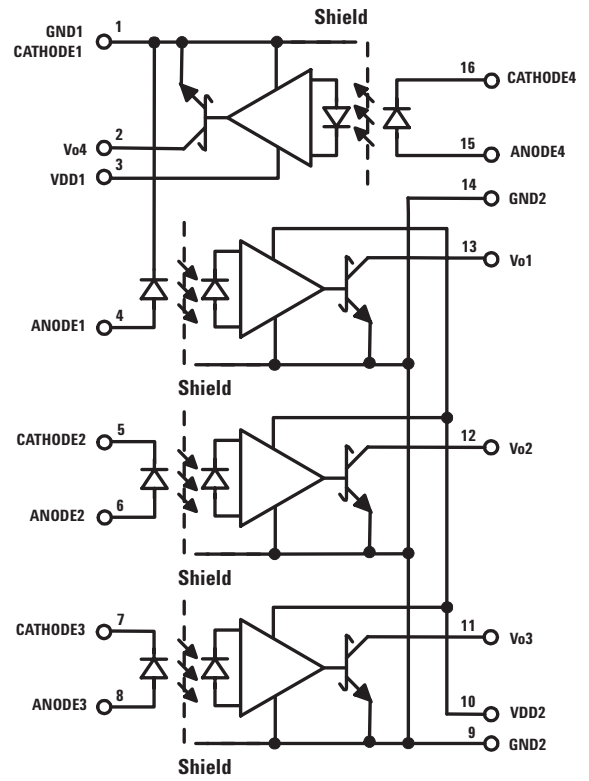 Shield
GND1 1
CATHODE1
16 CATHODE4
2
Vo4
3
VDD1
15 ANODE4
14 GND2
13 Vo1
4
ANODE1
Shield
CATHODE2 5
12 Vo2
6
ANODE2
Shield
CATHODE3 7
11 Vo3
8
ANODE3
10 VDD2
9 GND2
Shield